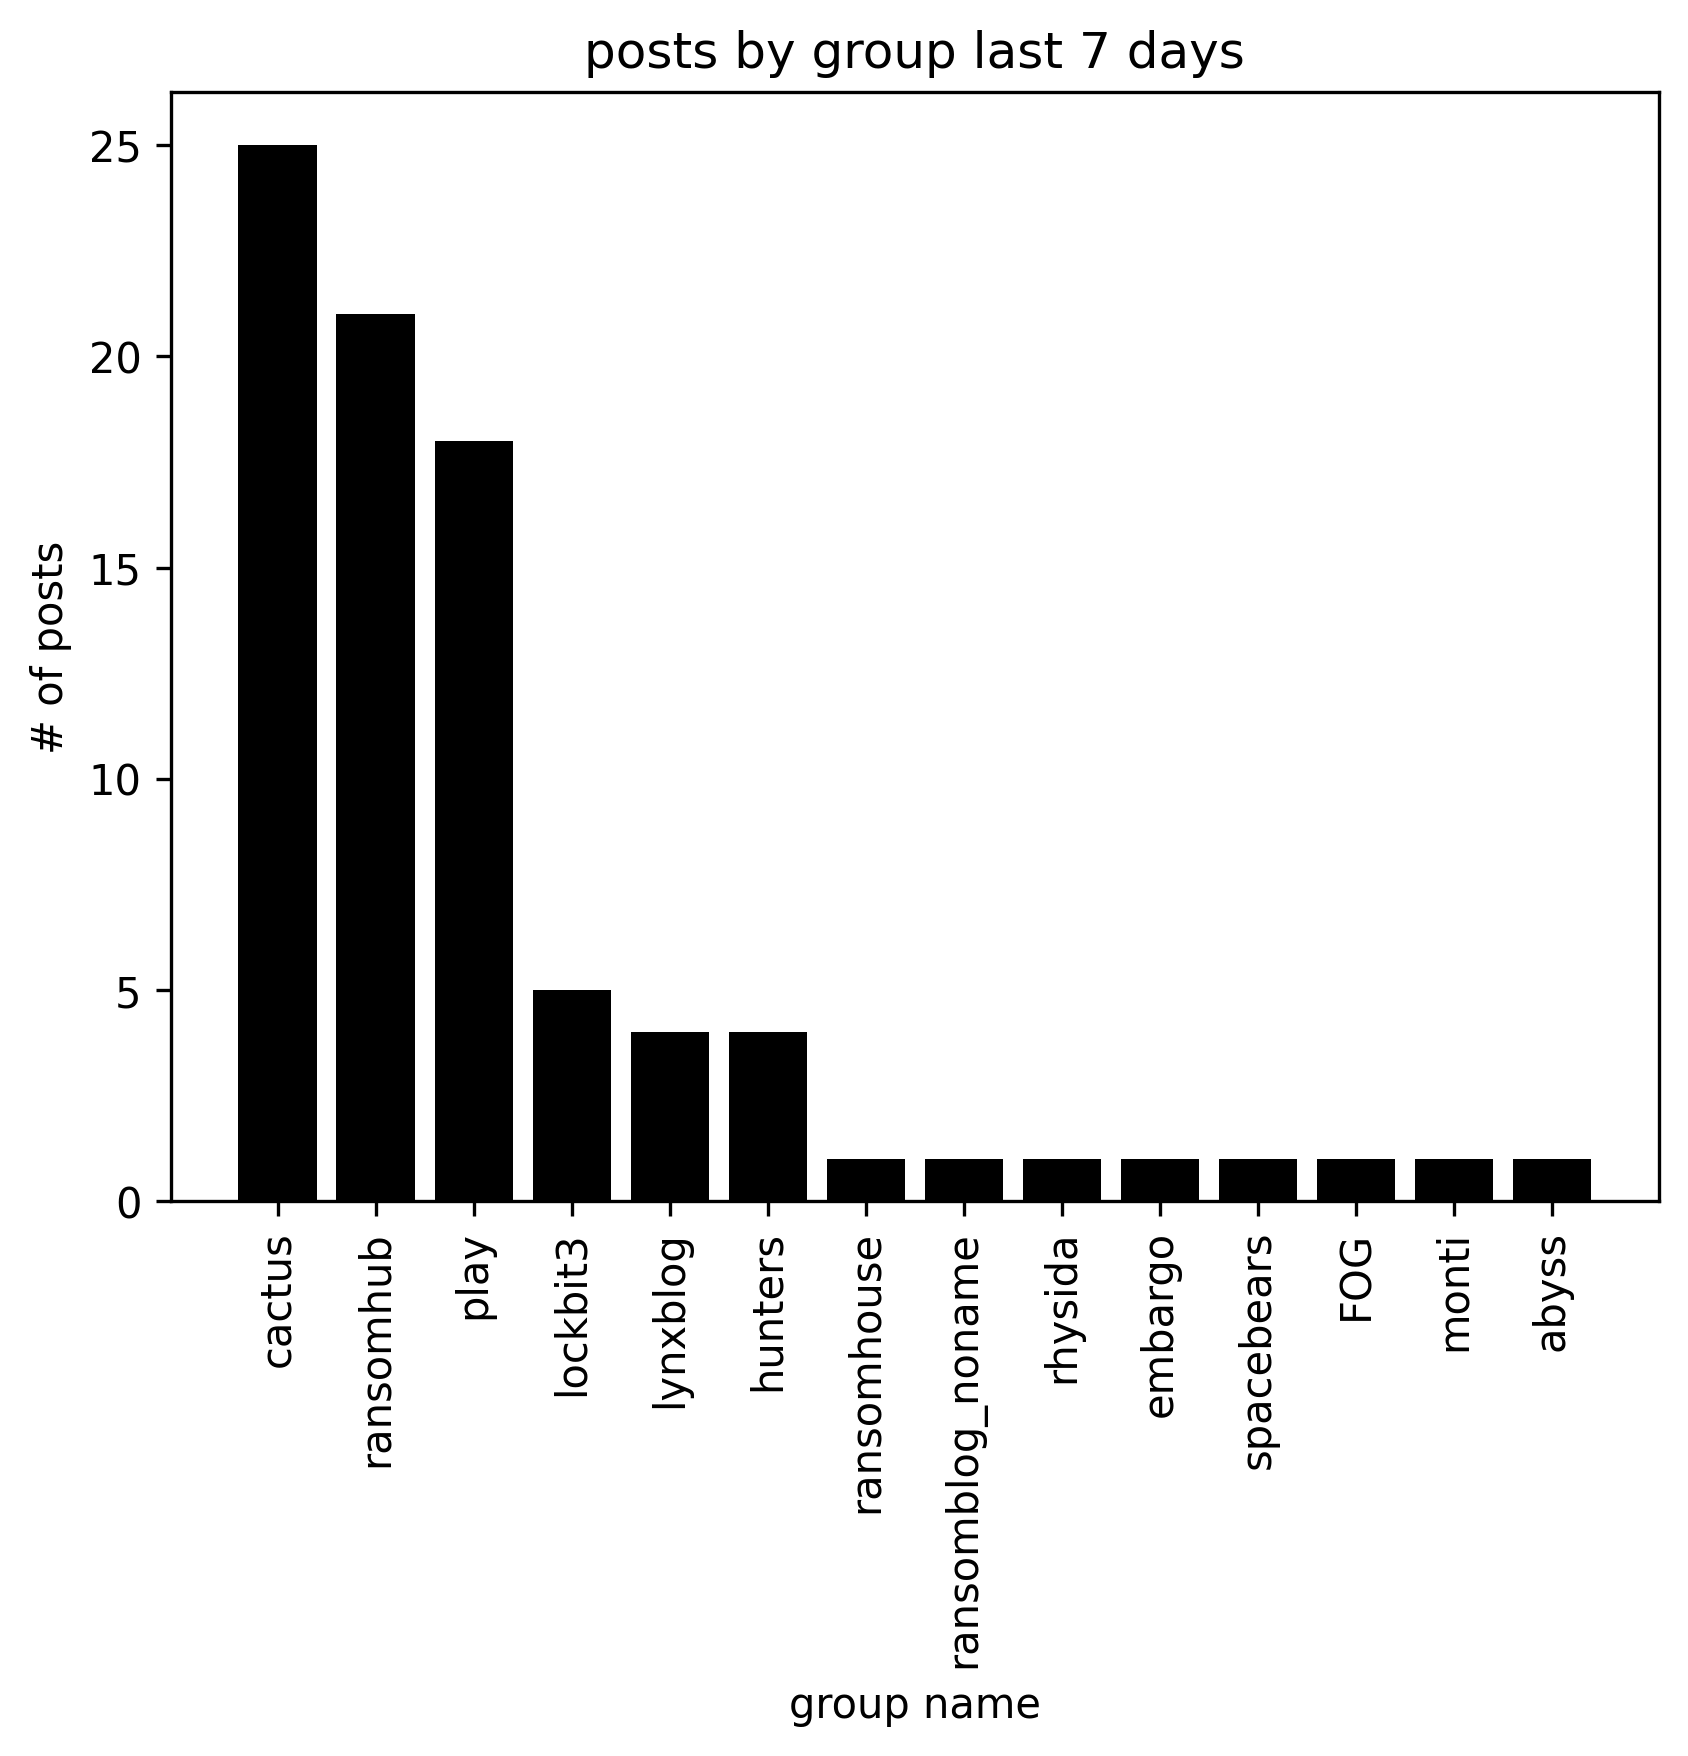 posts by group last 7 days
# of posts
25
20
15
10
5
0
cactus
ransomhub
play
lockbit3
lynxblog
hunters
ransomhouse
ransomblog_noname
rhysida
embargo
spacebears
FOG
monti
abyss
group name